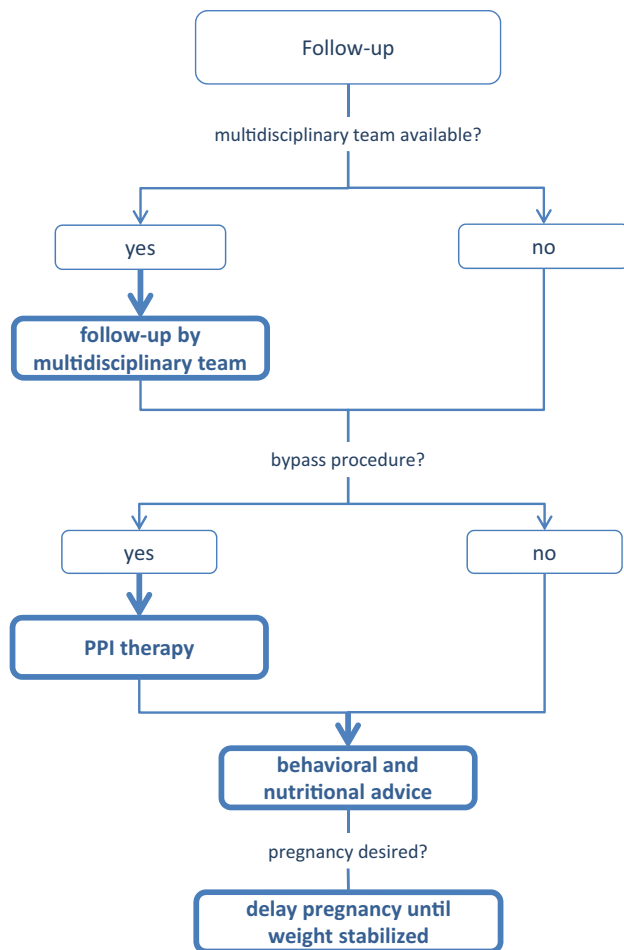 Follow-up
multidisciplinary team available?
yes
no
follow-up by
multidisciplinary team
bypass procedure?
yes
no
PPI therapy
behavioral and
nutritional advice
pregnancy desired?
delay pregnancy until
weight stabilized